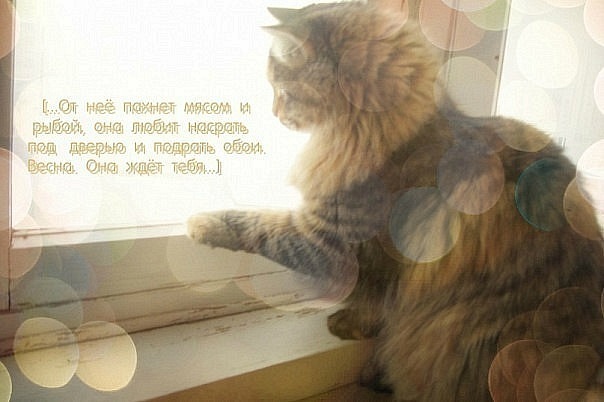 [...От неё пахнет мясом и
рыбой, она любит насрать
под дверью и подрать обои.
Весна. Она ждёт тебя...]